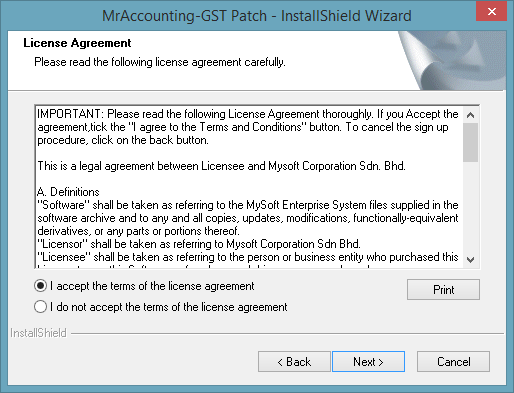 MrAccounting-GST Patch - InstallShield Wizard
License Agreement
Please read the following license agreement carefully.
IMPORTANT: Please read the following License Agreement thoroughly. If you Accept the
agreement,tick the "I agree to the Terms and Conditions" button. To cancel the sign up
procedure, click on the back button.
This is a legal agreement between Licensee and Mysoft Corporation Sdn. Bhd.
A. Definitions
"Software" shall be taken as referring to the MySoft Enterprise System files supplied in the
software archive and to any and all copies, updates, modifications, functionally-equivalent
derivatives, or any parts or portions thereof.
"Licensor" shall be taken as referring to Mysoft Corporation Sdn Bhd.
"Licensee" shall be taken as referring to the person or business entity who purchased this
I accept the terms of the license agreement
Print
I do not accept the terms of the license agreement
InstallShield
< Back
Next >
Cancel